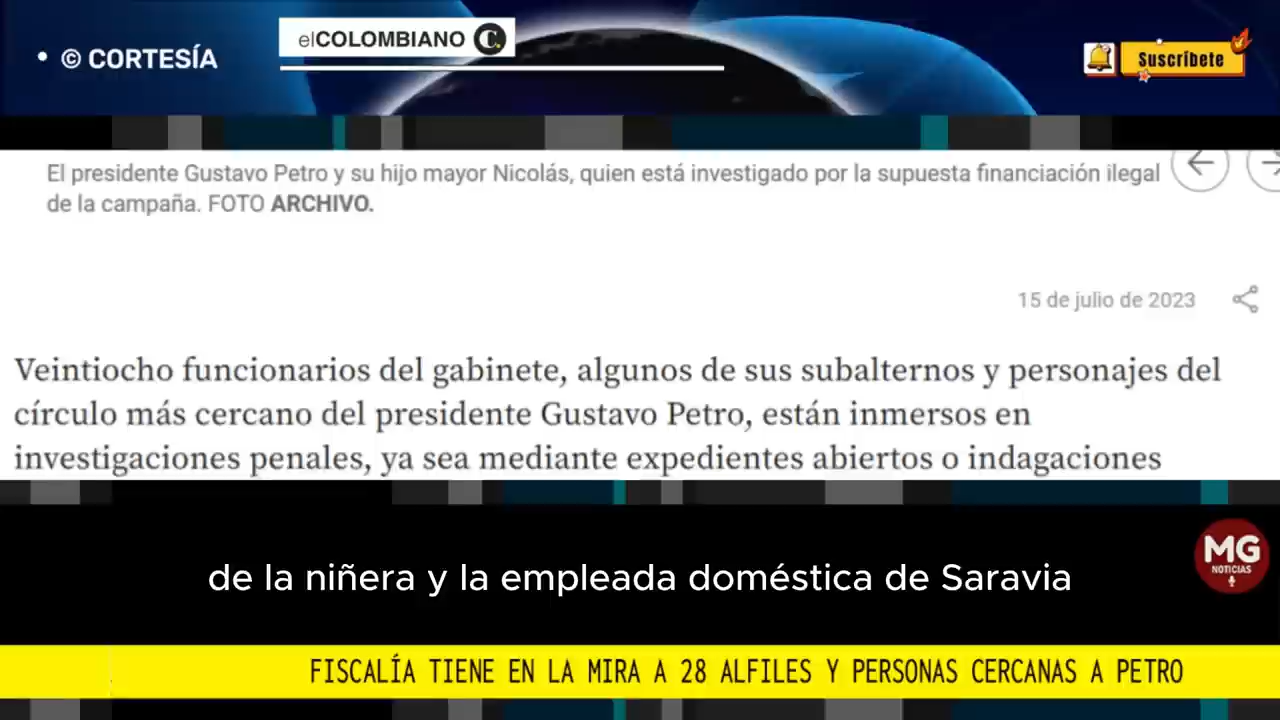 • © CORTESÍA
elCOLOMBIANO C.
Suscríbete
El presidente Gustavo Petro y su hijo mayor Nicolás, quien está investigado por la supuesta financiación ilegal
de la campaña. FOTO ARCHIVO.
15 de julio de 2023
Veintiocho funcionarios del gabinete, algunos de sus subalternos y personajes del
círculo más cercano del presidente Gustavo Petro, están inmersos en
investigaciones penales, ya sea mediante expedientes abiertos o indagaciones
MG
NOTICIAS
de la niñera y la empleada doméstica de Saravia
FISCALÍA TIENE EN LA MIRA A 28 ALFILES Y PERSONAS CERCANAS A PETRO